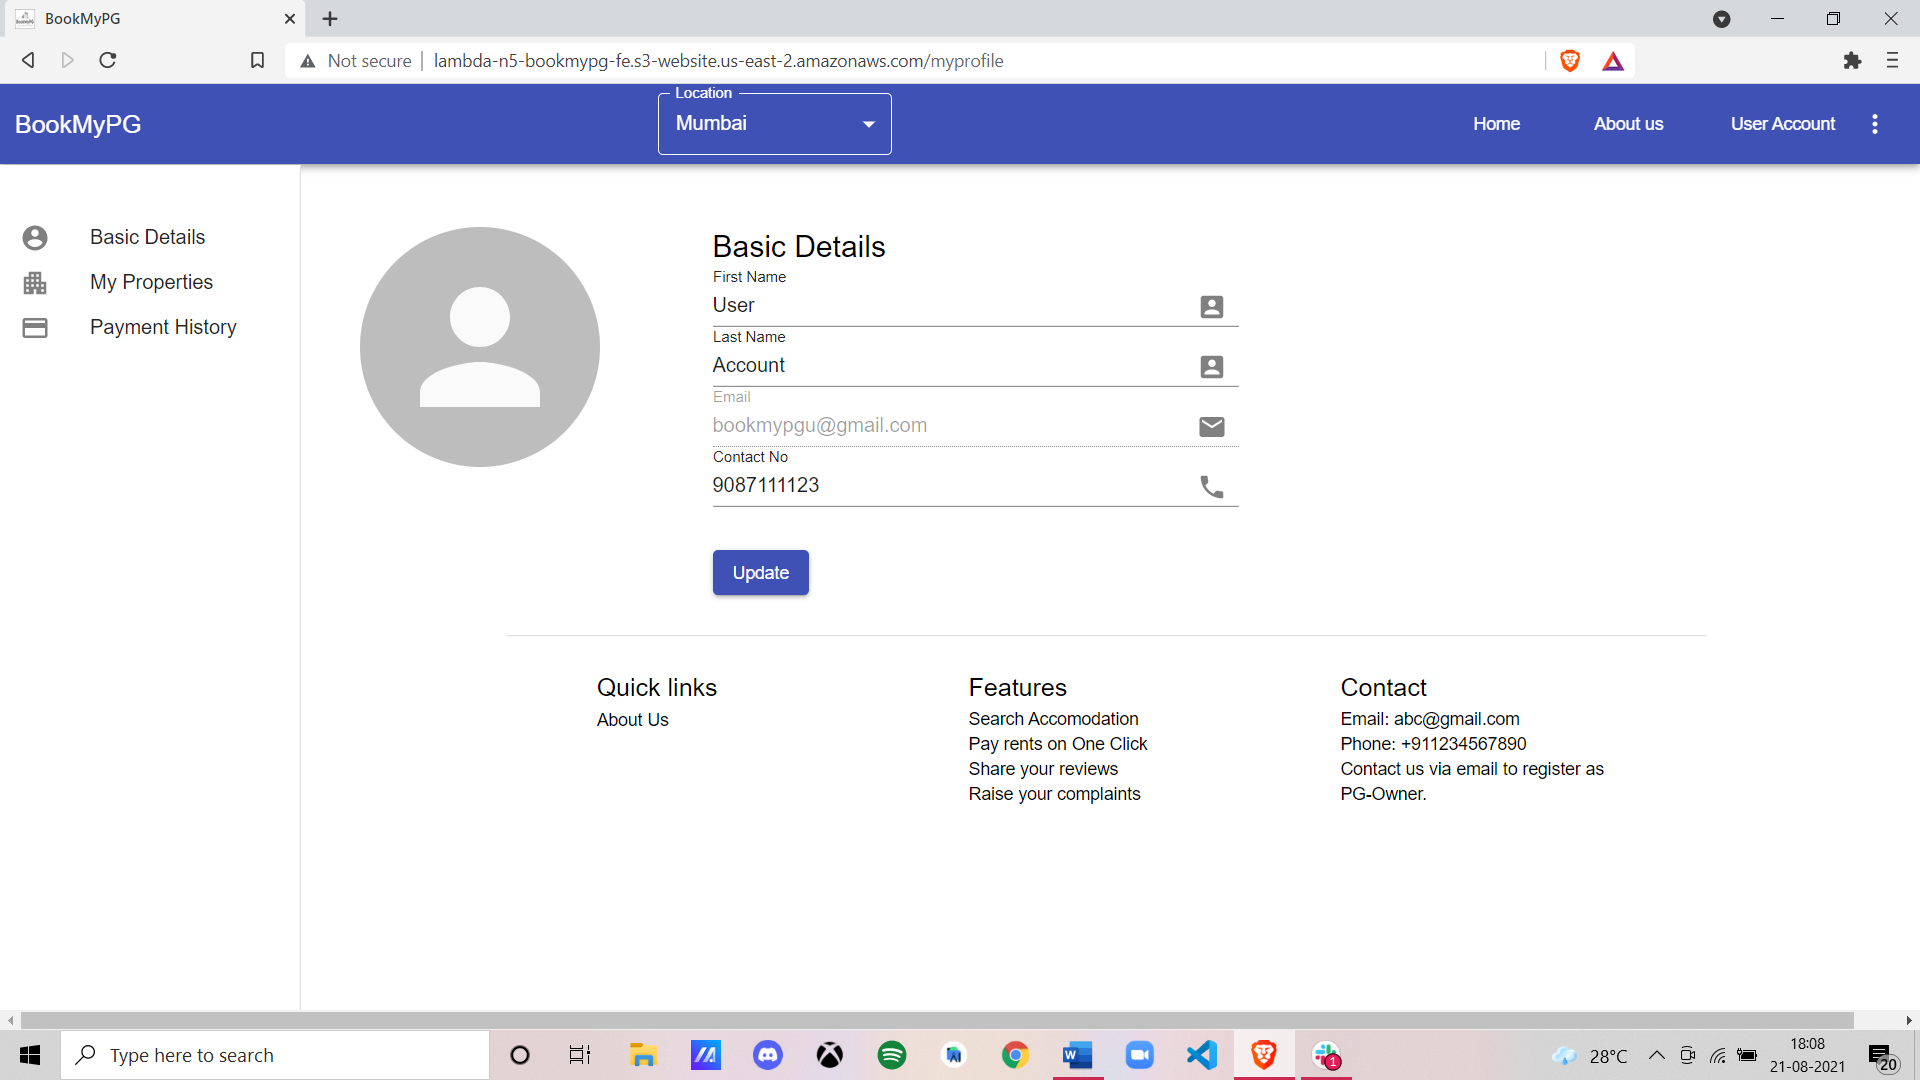 BookMyPG
Not secure
lambda-n5-bookmypg-fe.s3-website.us-east-2.amazonaws.com/myprofile
BookMyPG
Location
Mumbai
Home
About us
User Account
Basic Details
My Properties
Payment History
Basic Details
First Name
User
Last Name
Account
Email
bookmypgu@gmail.com
Contact No
9087111123
Update
Quick links
About Us
Features
Search Accomodation
Pay rents on One Click
Share your reviews
Raise your complaints
Contact
Email: abc@gmail.com
Phone: +911234567890
Contact us via email to register as
PG-Owner.
Type here to search
W
1
28°C
18:08
21-08-2021
20